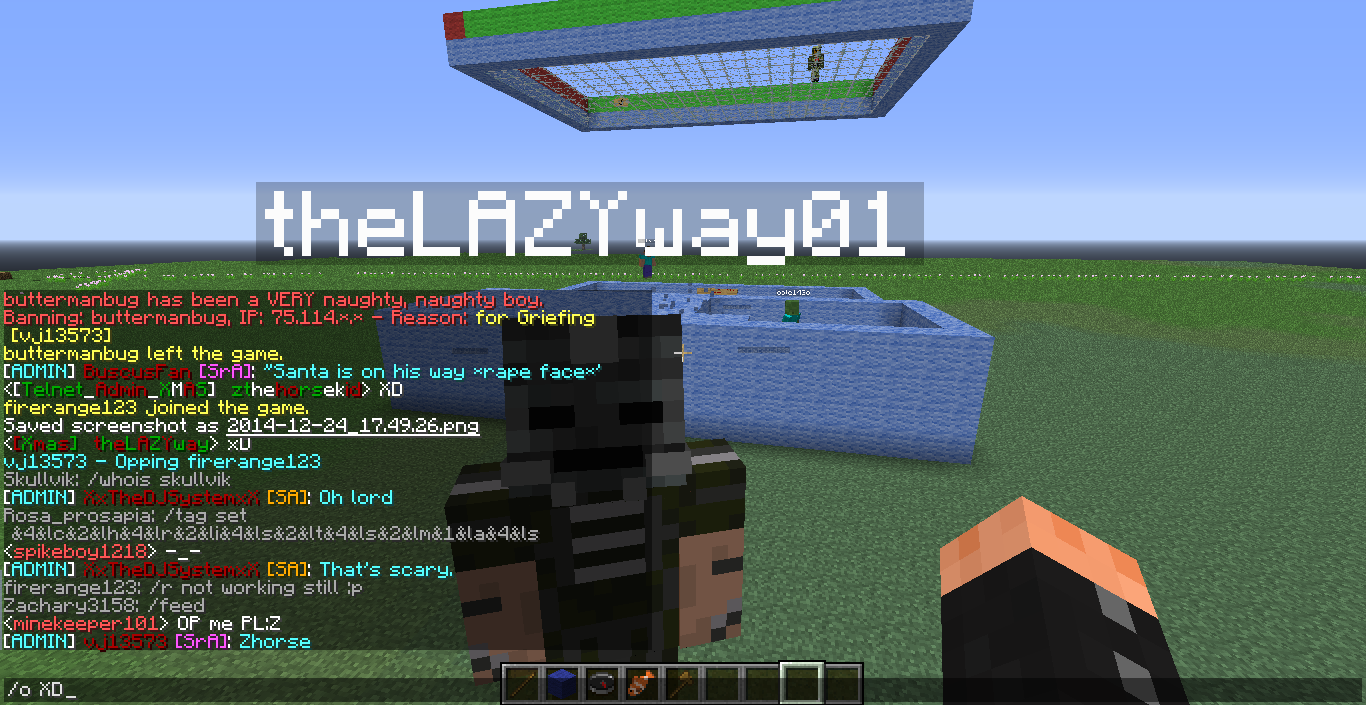 theLAZYway01
buttermanbug has been a VERY naughty, naughty boy.
Banning: buttermanbug, IP: 75.114.*.* - Reason: for Griefing
[vj13573]
buttermanbug left the game.
[ADMIN] BuscusFan [SrA]: "Santa is on his way *rape face*'
<[Telnet_Admin_XMAS] zthehorsekid> XD
firerange123 joined the game.
Saved screenshot as 2014-12-24_17.49.26.png
<[Xmas] theLAZYway> xD
vj13573 - Opping firerange123
Skullvik: /whois skullvik
[ADMIN] XxTheDJSystemxX [SA]: Oh lord
Rosa_prosapia: /tag set
&4&lc&2&lh&4&lr&2&li&4&ls&2&lt&4&ls&2&lm&1&la&4&ls
<spikeboy1218> -_-
[ADMIN] XxTheDJSystemxX [SA]: That's scary.
firerange123: /r not working still :p
Zachary3158: /feed
<minekeeper101> OP me PL:Z
[ADMIN] vj13573 [SrA]: Zhorse
/o XD_